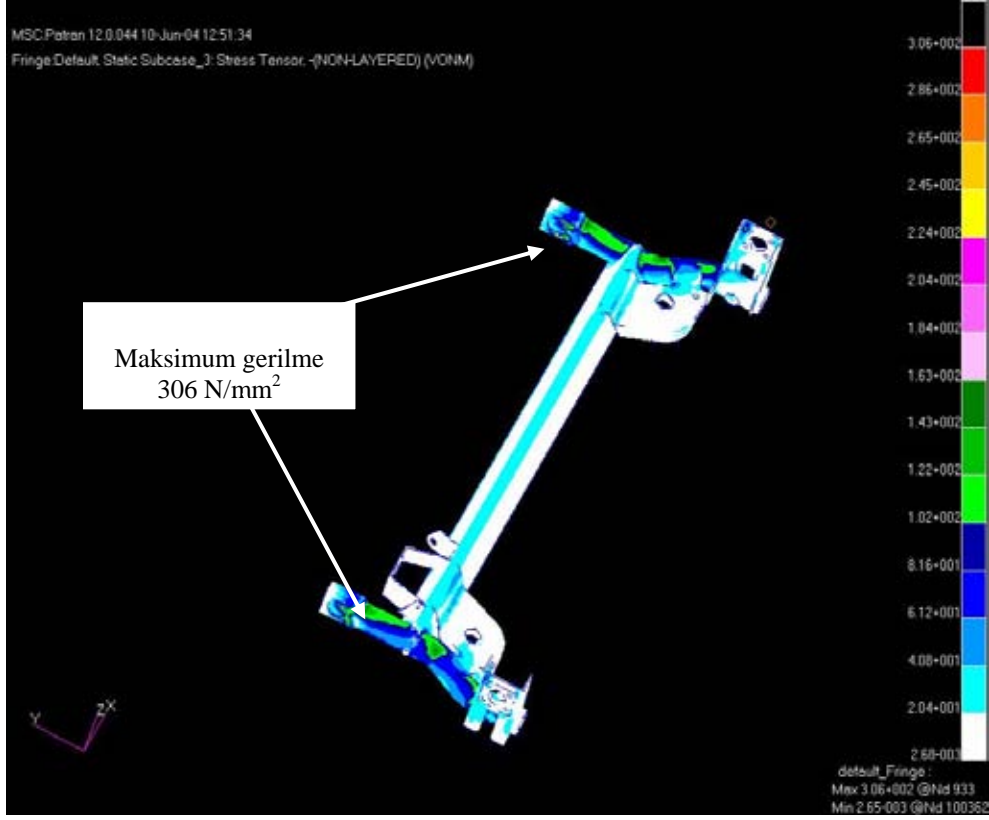 MSC.Patran 12.0.044 10-Jun-04 12:51:34
Fringe:Default, Static Subcase_3: Stress Tensor, -(NON-LAYERED) (VONM)
3.06+002
2.86+002
2.65+002
2.45+002
2.24+002
2.04+002
1.84+002
1.63+002
1.43+002
1.22+002
1.02+002
8.16+001
6.12+001
4.08+001
2.04+001
2.68-003
Maksimum gerilme
306 N/mm²
Y
Z
X
default_Fringe :
Max 3.06+002 @Nd 933
Min 2.65-003 @Nd 100362